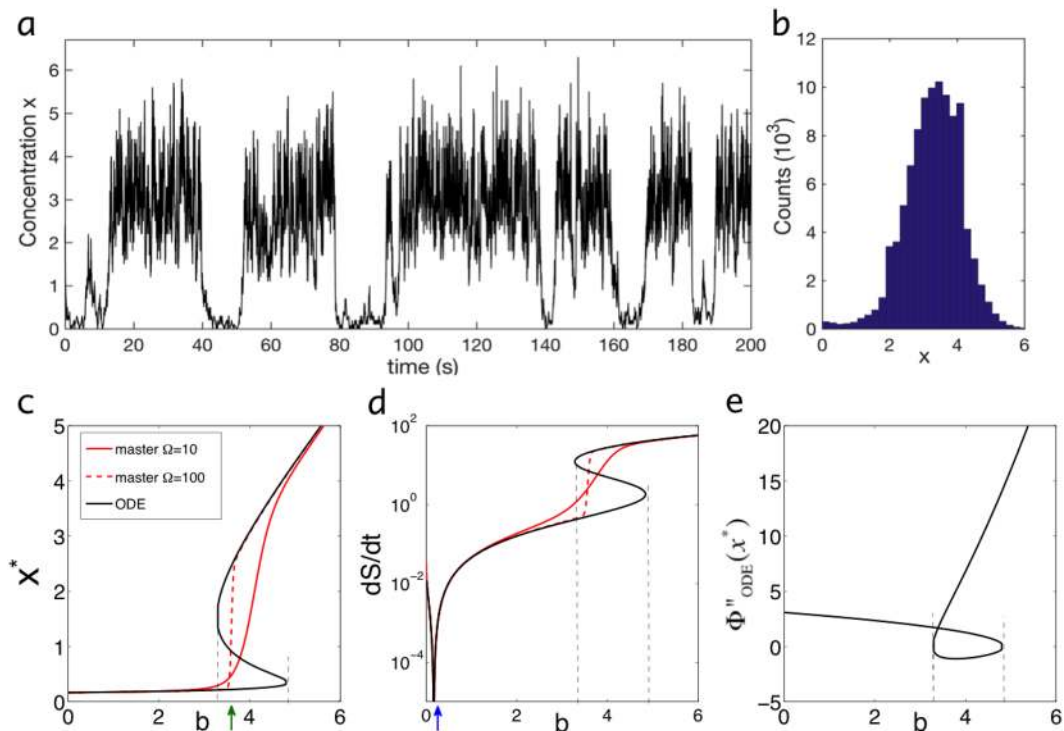 a
Concentration x
6
5
4
3
2
1
0
0 20 40 60 80 100 120 140 160 180 200
time (s)
b
Counts (10³)
12
10
8
6
4
2
0
0 2 4 6
x
c
X*
5
4
3
2
1
0
master Ω=10
master Ω=100
ODE
0 2 b 4 6
d
dS/dt
10²
10⁰
10⁻²
10⁻⁴
0 2 b 4 6
e
Φ''ODE(x*)
20
15
10
5
0
−5
0 2 b 4 6